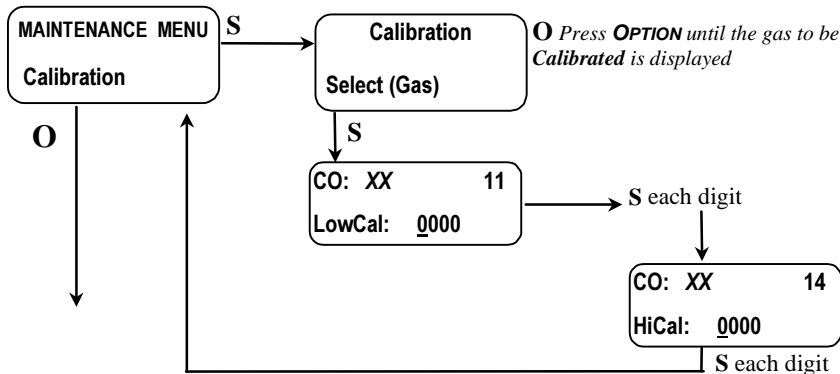 MAINTENANCE MENU
Calibration
S
Calibration
Select (Gas)
O Press OPTION until the gas to be
Calibrated is displayed
O
S
CO: XX 11
LowCal: 0000
S each digit
CO: XX 14
HiCal: 0000
S each digit